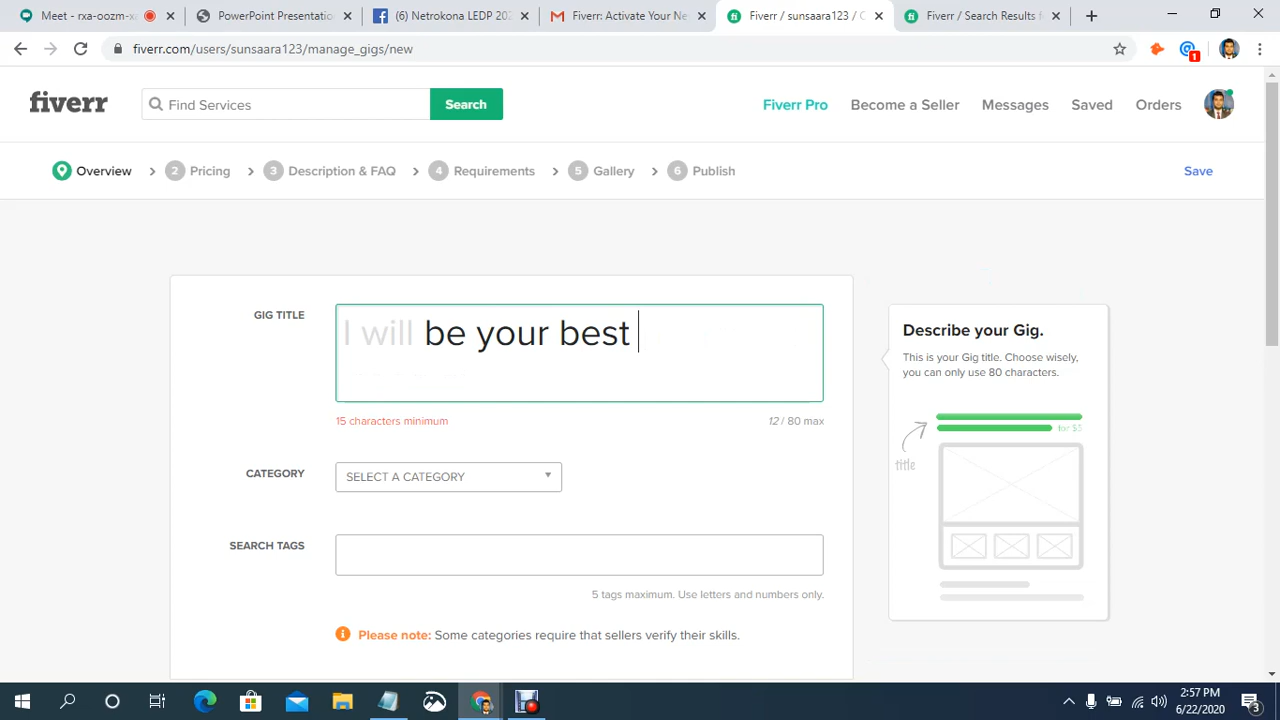 Meet - rxa-oozm-
PowerPoint Presentatio
(6) Netrokona LEDP 202
Fiverr: Activate Your Ne
Fiverr / sunsaara123 / C
Fiverr / Search Results f
fiverr.com/users/sunsaara123/manage_gigs/new
1
fiverr
Find Services
Search
Fiverr Pro
Become a Seller
Messages
Saved
Orders
Overview
2 Pricing
3 Description & FAQ
4 Requirements
5 Gallery
6 Publish
Save
GIG TITLE
I will be your best
15 characters minimum
12 / 80 max
Describe your Gig.
This is your Gig title. Choose wisely,
you can only use 80 characters.
for $5
title
CATEGORY
SELECT A CATEGORY
SEARCH TAGS
5 tags maximum. Use letters and numbers only.
Please note: Some categories require that sellers verify their skills.
2:57 PM
6/22/2020
3